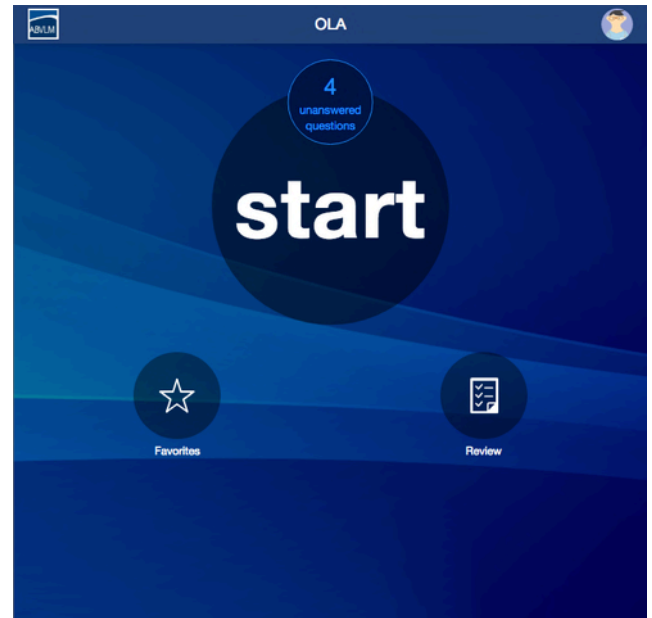 ABVLM
OLA
4
unanswered
questions
start
Favorites
Review